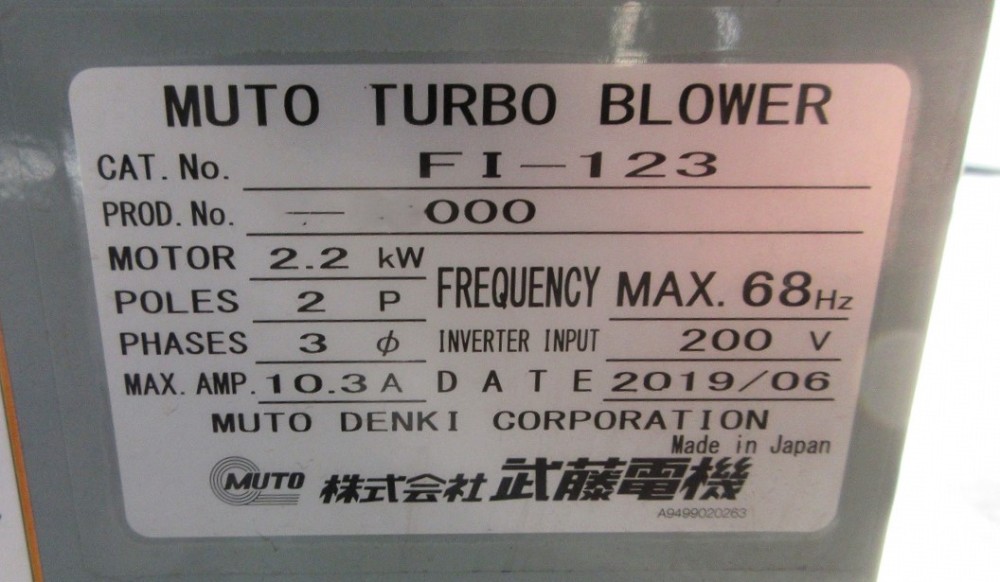 MUTO TURBO BLOWER
CAT. No. FI-123
PROD. No. — 000
MOTOR 2.2 kW
POLES 2 P
FREQUENCY MAX. 68Hz
PHASES 3 φ
INVERTER INPUT 200 V
MAX. AMP. 10.3 A
DATE 2019/06
MUTO DENKI CORPORATION
Made in Japan
MUTO 株式会社 武藤電機
A9499020263